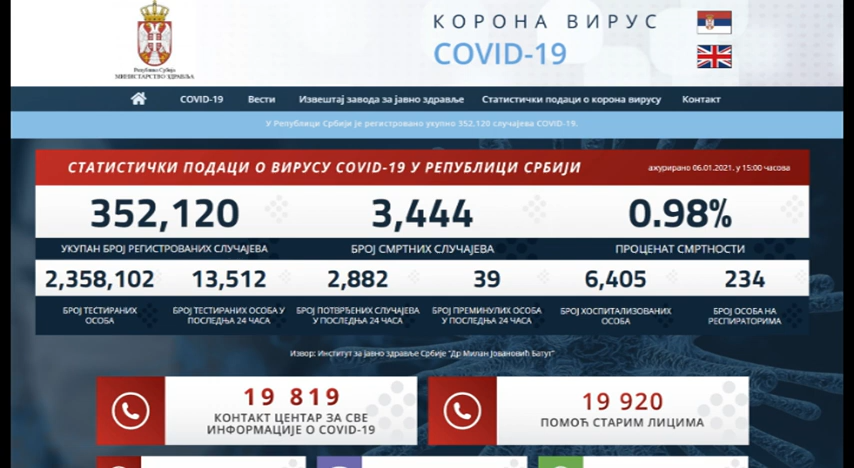 КОРОНА ВИРУС
COVID-19
Република Србија
МИНИСТАРСТВО ЗДРАВЉА
COVID-19 Вести Извештај завода за јавно здравље Статистички подаци о корона вирусу Контакт
У Републици Србији је регистровано укупно 352.120 случајева COVID-19.
СТАТИСТИЧКИ ПОДАЦИ О ВИРУСУ COVID-19 У РЕПУБЛИЦИ СРБИЈИ
ажурирано 06.01.2021. у 15:00 часова
352,120 3,444 0.98%
УКУПАН БРОЈ РЕГИСТРОВАНИХ СЛУЧАЈЕВА БРОЈ СМРТНИХ СЛУЧАЈЕВА ПРОЦЕНАТ СМРТНОСТИ
2,358,102 13,512 2,882 39 6,405 234
БРОЈ ТЕСТИРАНИХ ОСОБА
БРОЈ ТЕСТИРАНИХ ОСОБА У ПОСЛЕДЊА 24 ЧАСА
БРОЈ ПОТВРЂЕНИХ СЛУЧАЈЕВА У ПОСЛЕДЊА 24 ЧАСА
БРОЈ ПРЕМИНУЛИХ ОСОБА У ПОСЛЕДЊА 24 ЧАСА
БРОЈ ХОСПИТАЛИЗОВАНИХ ОСОБА
БРОЈ ОСОБА НА РЕСПИРАТОРИМА
Извор: Институт за јавно здравље Србије "Др Милан Јовановић Батут"
19 819
КОНТАКТ ЦЕНТАР ЗА СВЕ
ИНФОРМАЦИЈЕ О COVID-19
19 920
ПОМОЋ СТАРИМ ЛИЦИМА